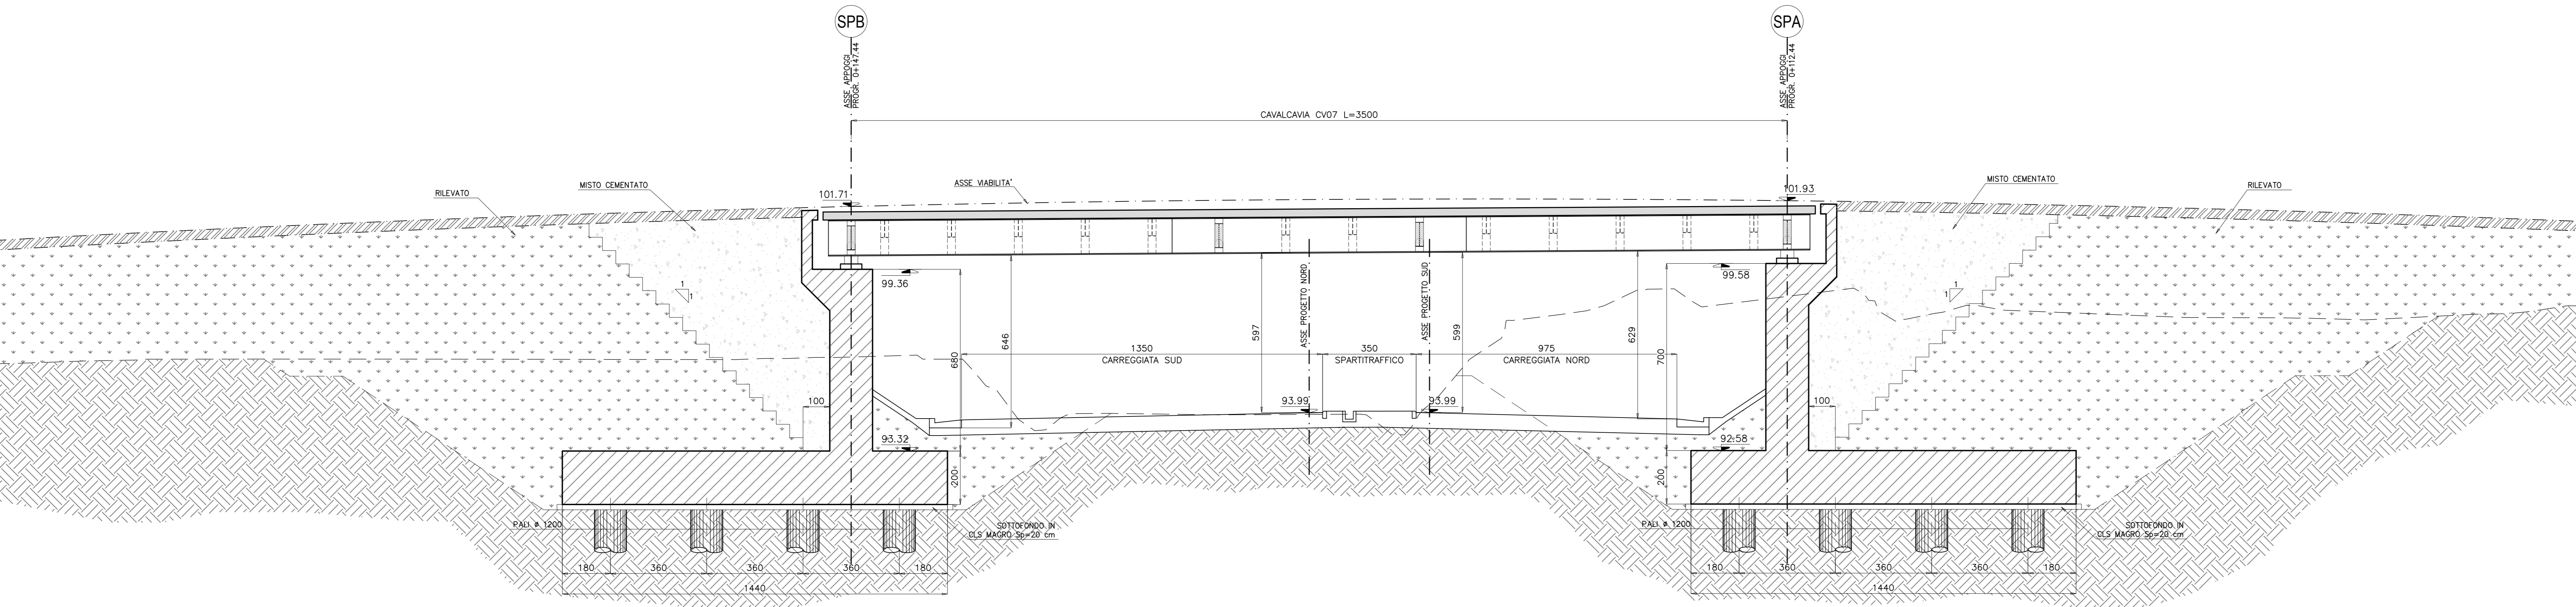 SPB
SPA
ASSE APPOGGI
PROGR. 0+147.44
ASSE APPOGGI
PROGR. 0+112.44
CAVALCAVIA CV07 L=3500
RILEVATO
MISTO CEMENTATO
101.71
ASSE VIABILITA'
101.93
MISTO CEMENTATO
RILEVATO
99.36
99.58
1
1
1
1
680
646
597
ASSE PROGETTO NORD
ASSE PROGETTO SUD
599
629
700
1350
CARREGGIATA SUD
350
SPARTITRAFFICO
975
CARREGGIATA NORD
100
93.99
93.99
100
93.32
92.58
200
200
PALI ø 1200
SOTTOFONDO IN
CLS MAGRO Sp=20 cm
PALI ø 1200
SOTTOFONDO IN
CLS MAGRO Sp=20 cm
180 360 360 360 180
1440
180 360 360 360 180
1440